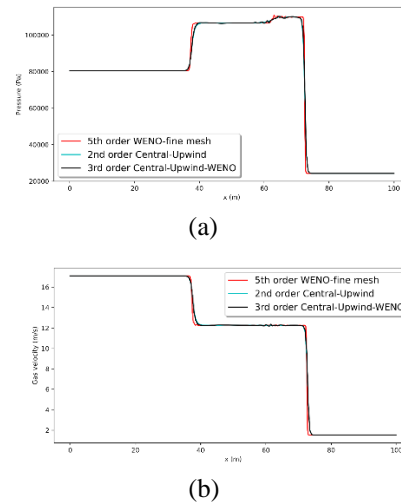 100000
80000
60000
40000
20000
Pressure (Pa)
5th order WENO-fine mesh
2nd order Central-Upwind
3rd order Central-Upwind-WENO
0 20 40 60 80 100
x (m)
(a)
16
14
12
10
8
6
4
2
Gas velocity (m/s)
5th order WENO-fine mesh
2nd order Central-Upwind
3rd order Central-Upwind-WENO
0 20 40 60 80 100
x (m)
(b)